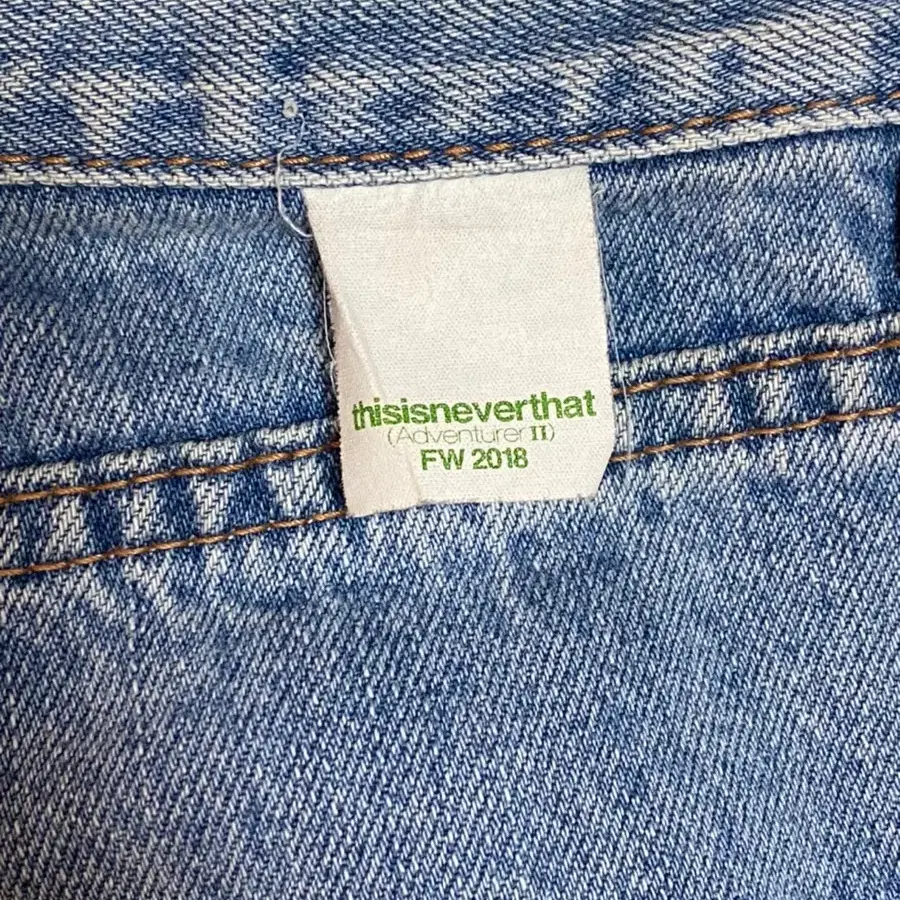 thisisneverthat
(Adventurer II)
FW 2018